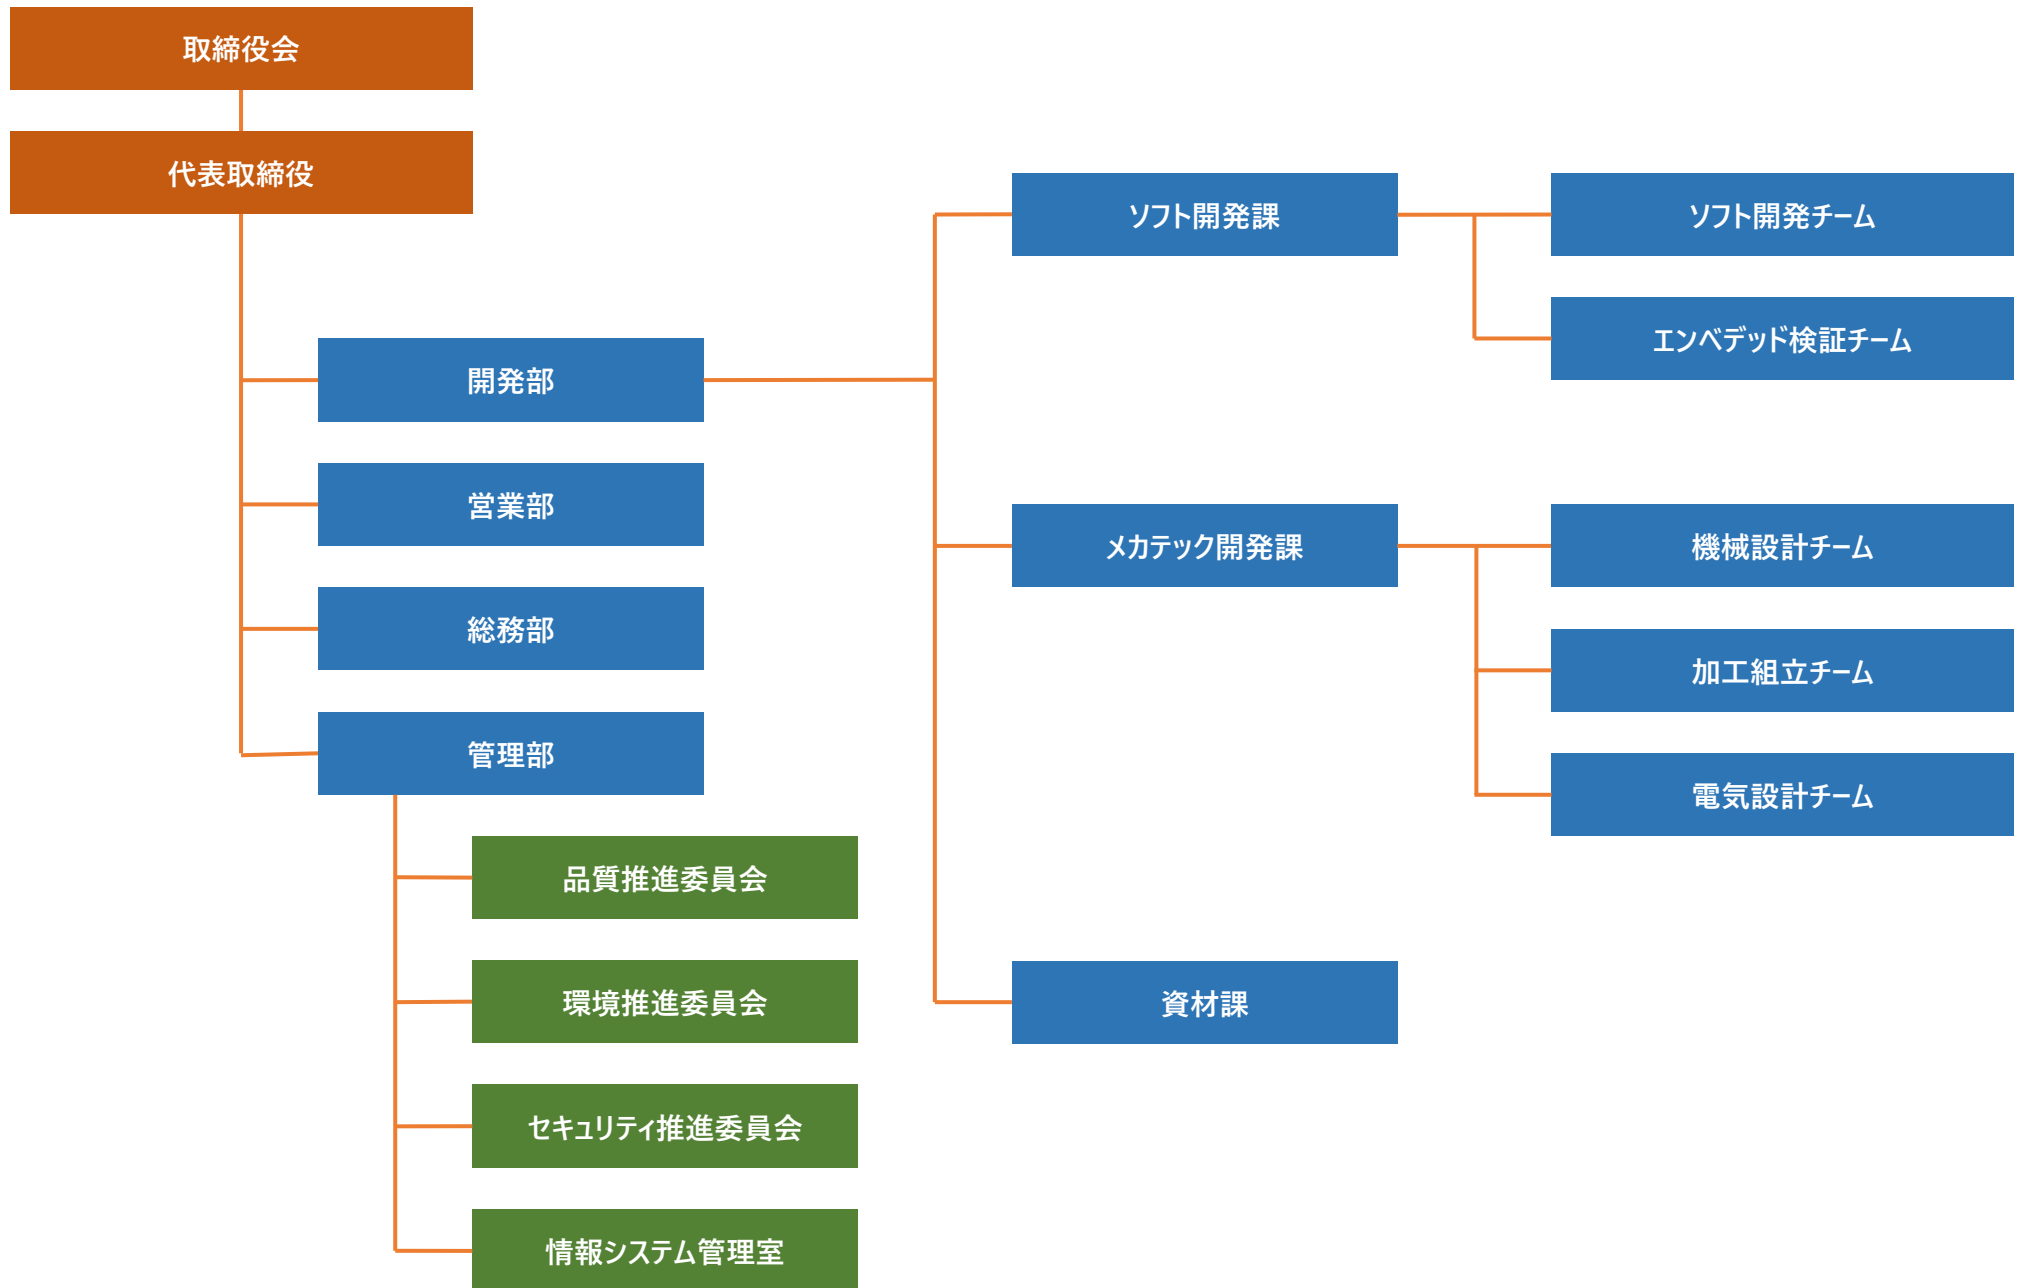 取締役会
代表取締役
開発部
営業部
総務部
管理部
品質推進委員会
環境推進委員会
セキュリティ推進委員会
情報システム管理室
ソフト開発課
メカテック開発課
資材課
ソフト開発チーム
エンベデッド検証チーム
機械設計チーム
加工組立チーム
電気設計チーム